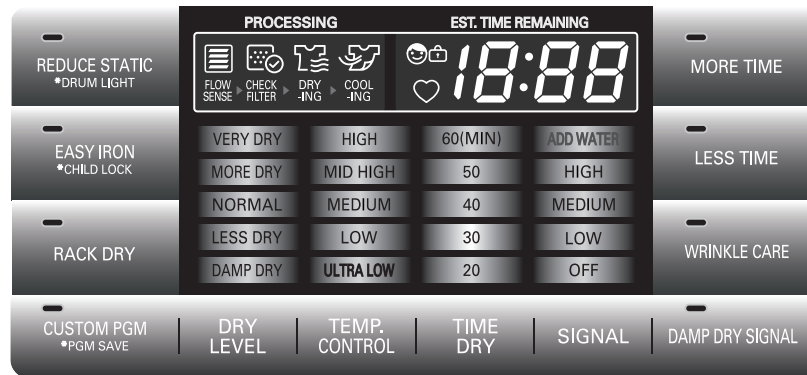 PROCESSING
EST. TIME REMAINING
REDUCE STATIC
*DRUM LIGHT
FLOW SENSE
CHECK FILTER
DRY -ING
COOL -ING
18:88
MORE TIME
EASY IRON
*CHILD LOCK
VERY DRY HIGH 60(MIN) ADD WATER
MORE DRY MID HIGH 50 HIGH
NORMAL MEDIUM 40 MEDIUM
LESS DRY LOW 30 LOW
DAMP DRY ULTRA LOW 20 OFF
LESS TIME
RACK DRY
WRINKLE CARE
CUSTOM PGM
*PGM SAVE
DRY LEVEL
TEMP. CONTROL
TIME DRY
SIGNAL
DAMP DRY SIGNAL